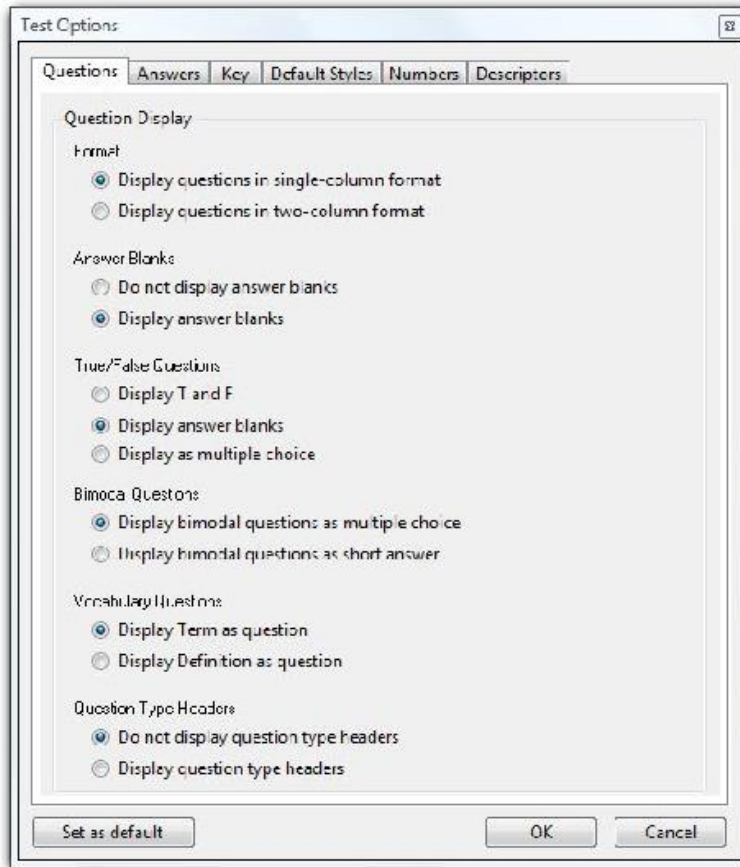 Test Options
Questions Answers Key Default Styles Numbers Descriptors
Question Display
Format
Display questions in single-column format
Display questions in two-column format
Answer Blanks
Do not display answer blanks
Display answer blanks
True/False Questions
Display T and F
Display answer blanks
Display as multiple choice
Bimodal Questions
Display bimodal questions as multiple choice
Display bimodal questions as short answer
Vocabulary Questions
Display Term as question
Display Definition as question
Question Type Headers
Do not display question type headers
Display question type headers
Set as default OK Cancel